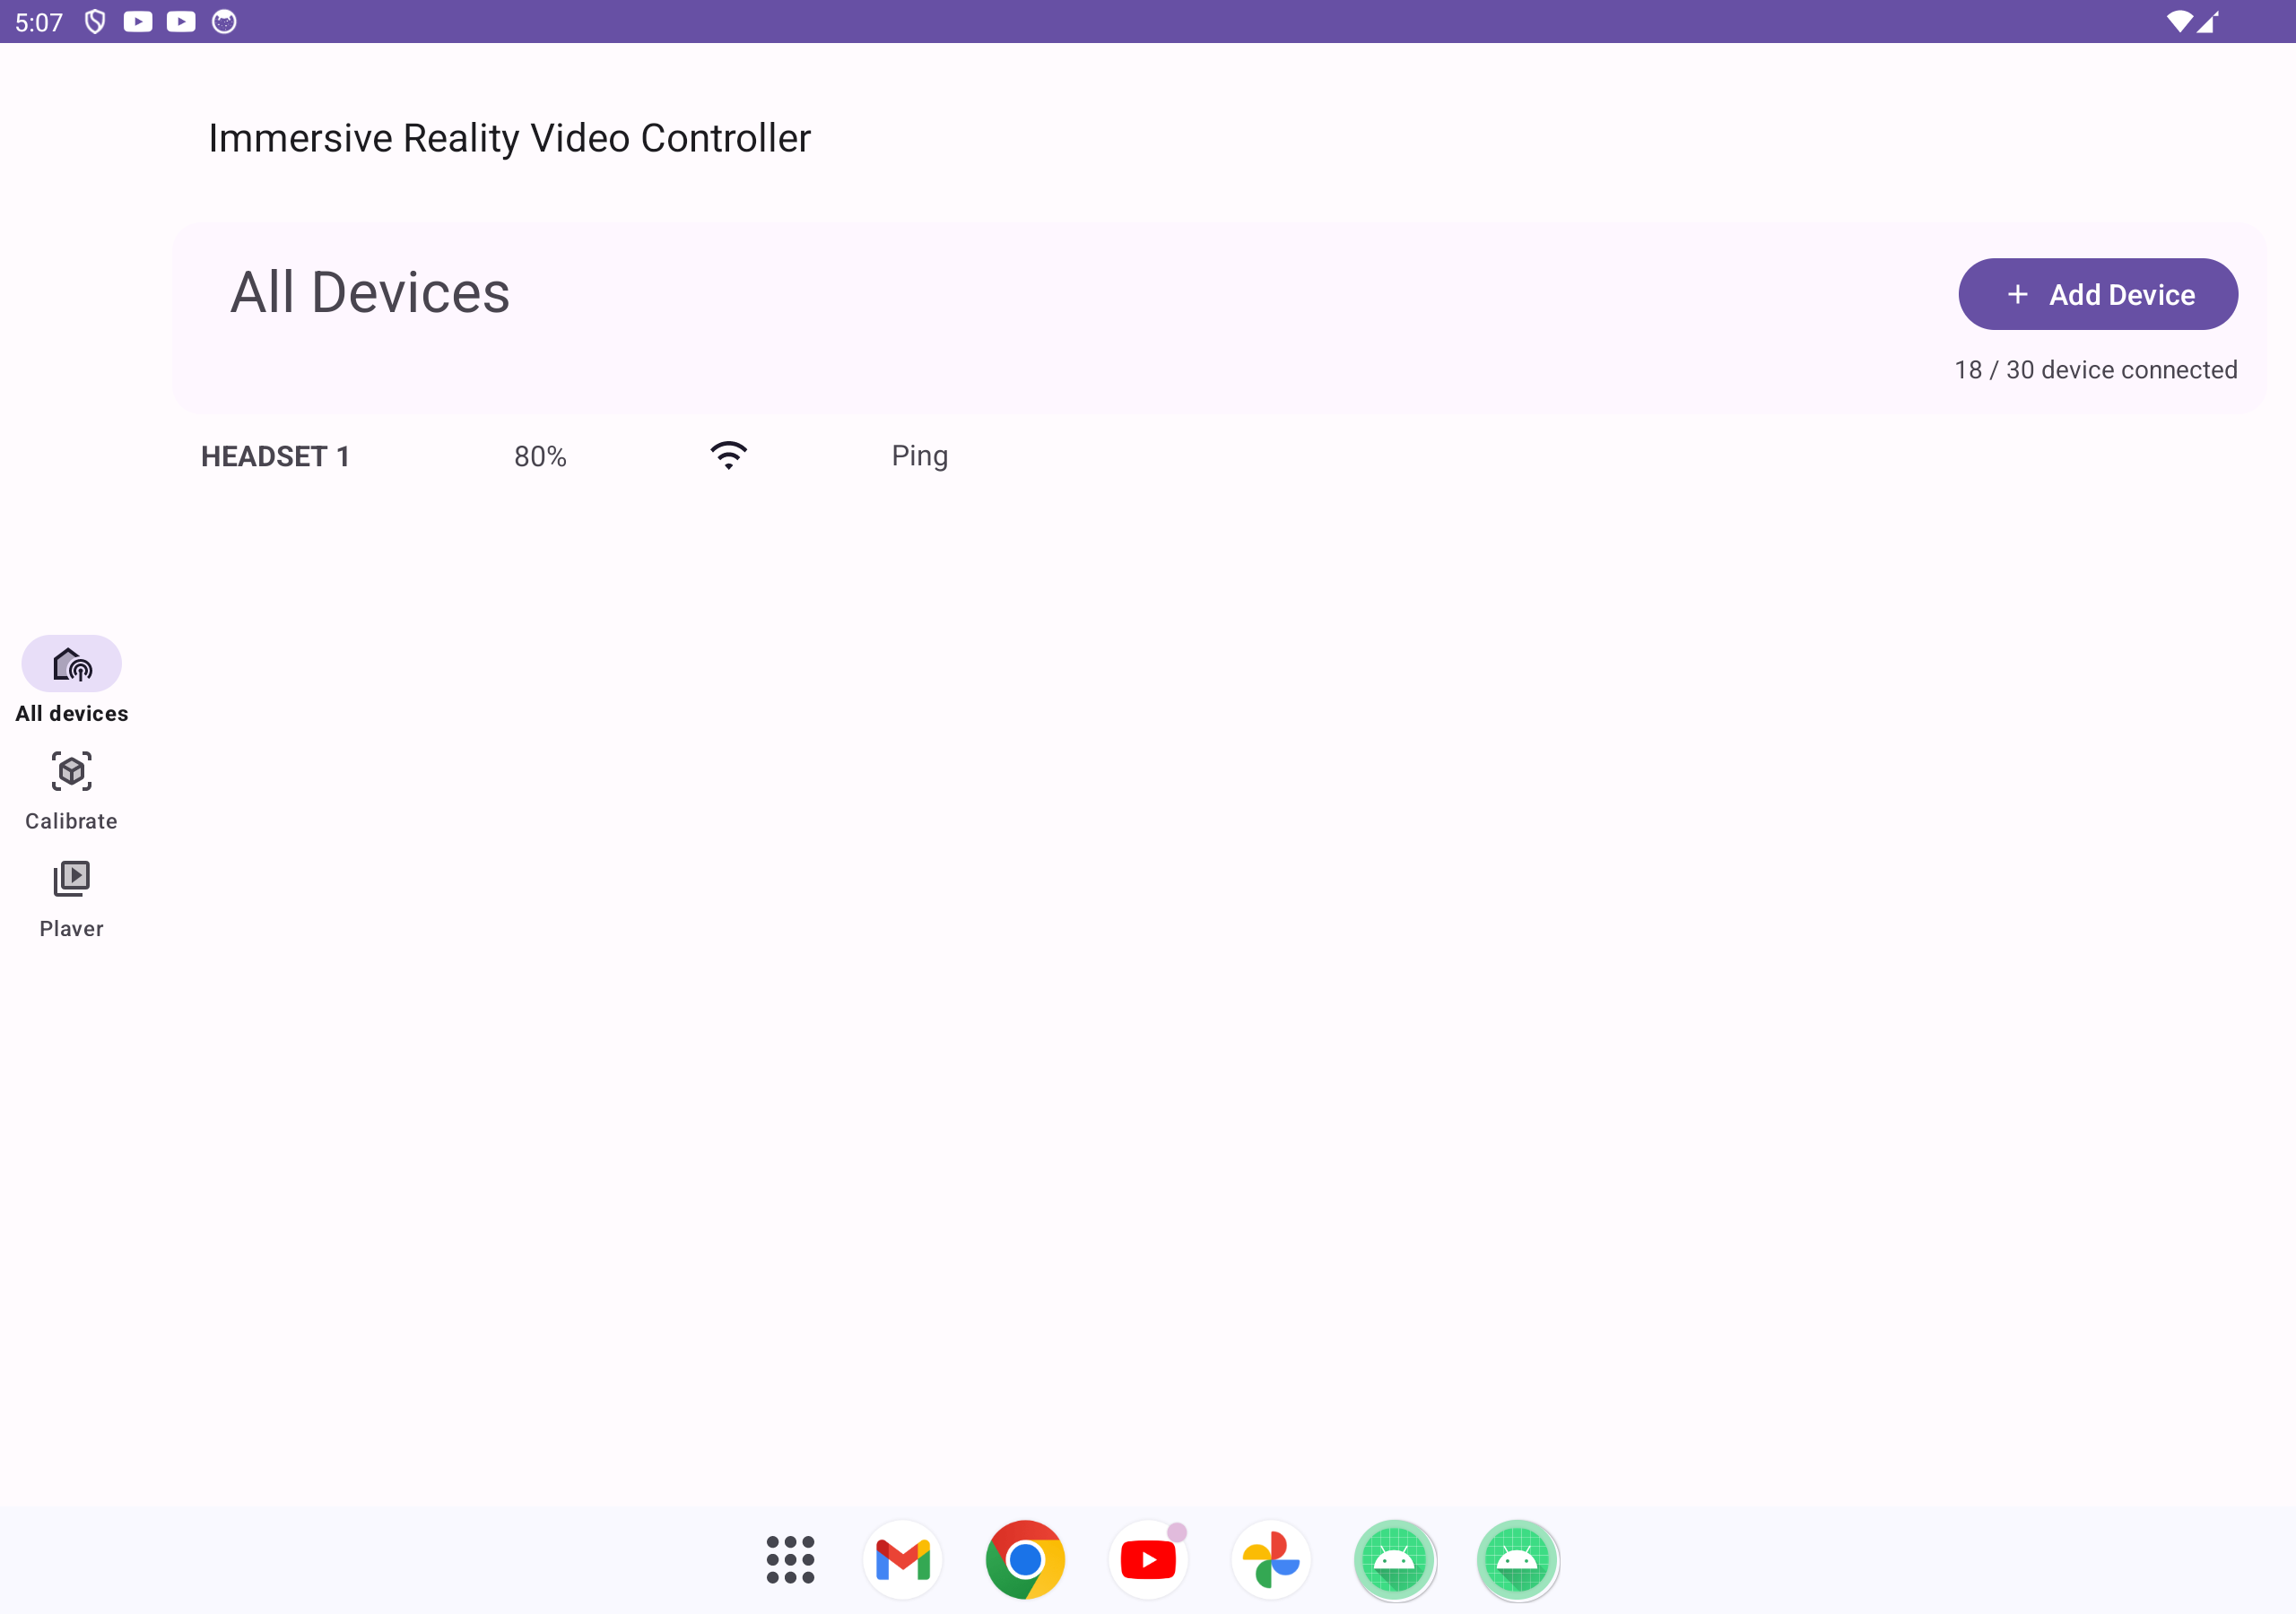 5:07
Immersive Reality Video Controller
All Devices
+ Add Device
18 / 30 device connected
HEADSET 1 80% Ping
All devices
Calibrate
Plaver